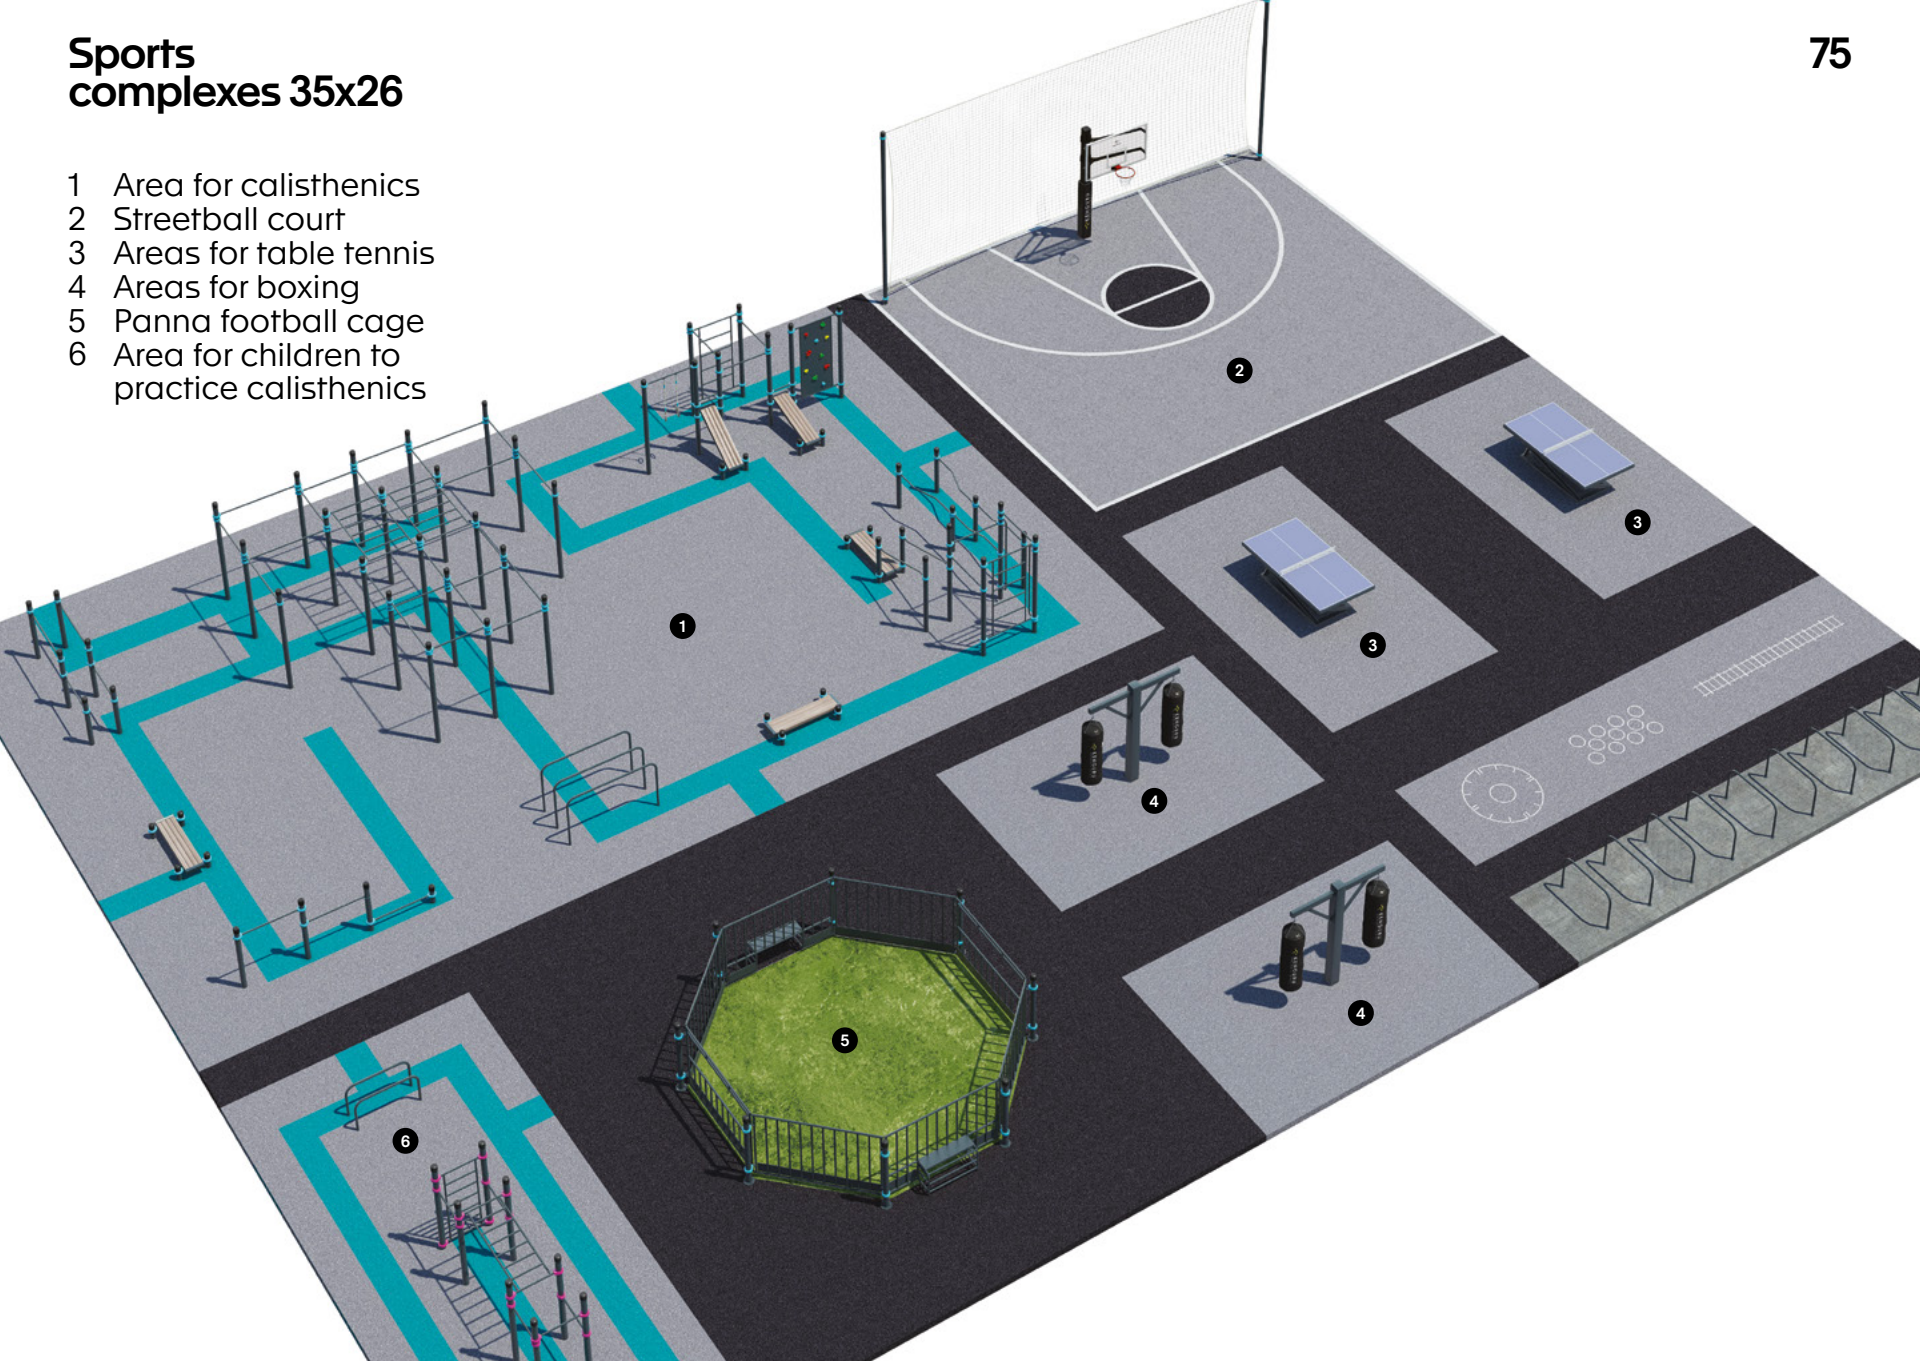 Sports
complexes 35x26
75
1 Area for calisthenics
2 Streetball court
3 Areas for table tennis
4 Areas for boxing
5 Panna football cage
6 Area for children to
practice calisthenics
2
3
1
3
4
4
5
6